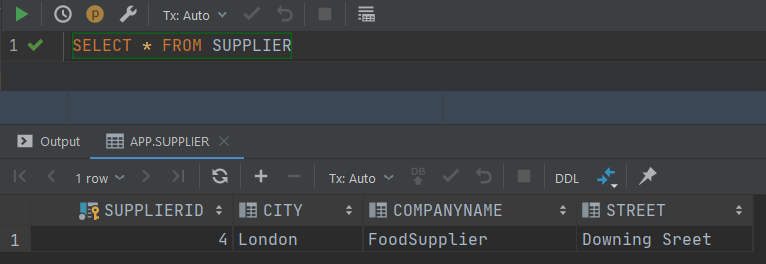 Tx: Auto
1 SELECT * FROM SUPPLIER
Output APP.SUPPLIER
1 row Tx: Auto DB DDL
SUPPLIERID CITY COMPANYNAME STREET
1 4 London FoodSupplier Downing Sreet